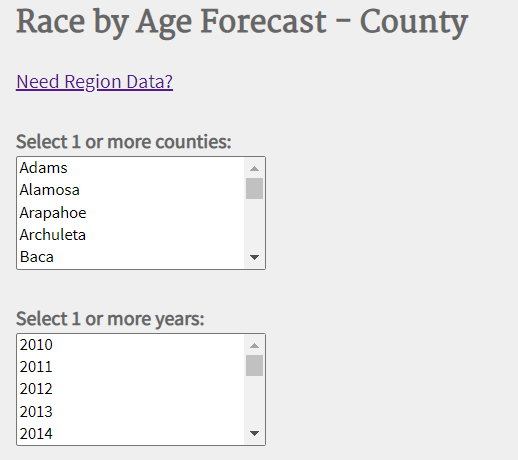 Race by Age Forecast - County
Need Region Data?
Select 1 or more counties:
Adams
Alamosa
Arapahoe
Archuleta
Baca
Select 1 or more years:
2010
2011
2012
2013
2014